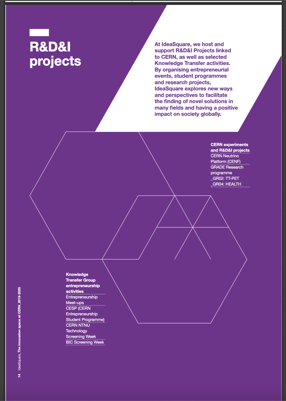 R&D&I
projects
At IdeaSquare, we host and
support R&D&I Projects linked
to CERN, as well as selected
Knowledge Transfer activities.
By organising entrepreneurial
events, student programmes
and research projects,
IdeaSquare explores new ways
and perspectives to facilitate
the finding of novel solutions in
many fields and having a positive
impact on society globally.
CERN experiments
and R&D&I projects
CERN Neutrino
Platform (CENF)
GRADE Research
programme
_GR03: TT-PET
_GR04: HEALTH
Knowledge
Transfer Group
entrepreneurship
activities
Entrepreneurship
Meet-ups
CESP (CERN
Entrepreneurship
Student Programme)
CERN NTNU
Technology
Screening Week
BIC Screening Week
14 IdeaSquare, The innovation space at CERN,